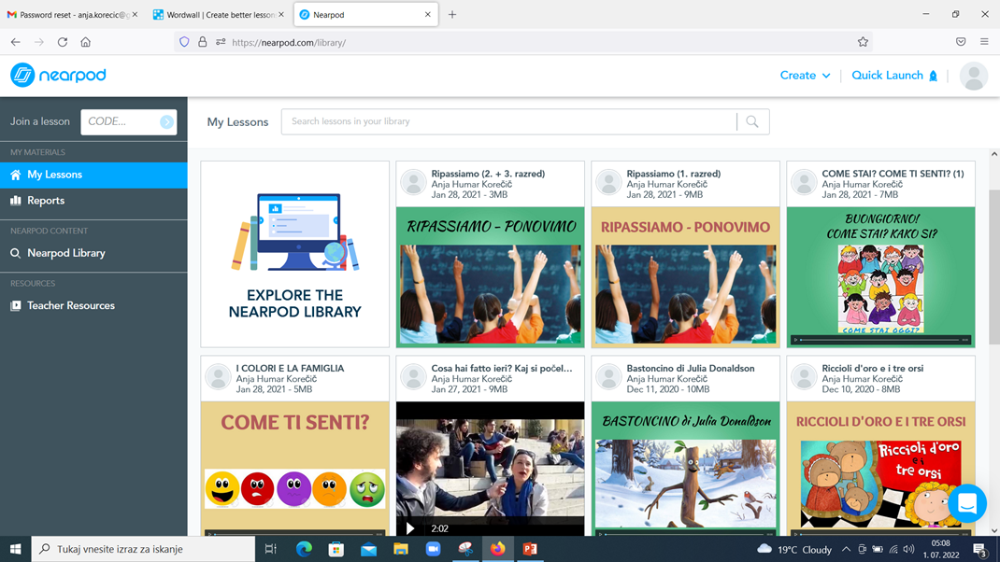 Password reset - anja.korecic@g
Wordwall | Create better lesson
Nearpod
https://nearpod.com/library/
nearpod
Create
Quick Launch
Join a lesson
CODE...
My Lessons
Search lessons in your library
MY MATERIALS
My Lessons
Reports
NEARPOD CONTENT
Nearpod Library
RESOURCES
Teacher Resources
EXPLORE THE
NEARPOD LIBRARY
Ripassiamo (2. + 3. razred)
Anja Humar Korečič
Jan 28, 2021 - 3MB
RIPASSIAMO - PONOVIMO
Ripassiamo (1. razred)
Anja Humar Korečič
Jan 28, 2021 - 9MB
RIPASSIAMO - PONOVIMO
COME STAI? COME TI SENTI? (1)
Anja Humar Korečič
Jan 28, 2021 - 7MB
BUONGIORNO!
COME STAI? KAKO SI?
COME STAI OGGI?
I COLORI E LA FAMIGLIA
Anja Humar Korečič
Jan 28, 2021 - 5MB
COME TI SENTI?
Cosa hai fatto ieri? Kaj si počel...
Anja Humar Korečič
Jan 27, 2021 - 9MB
2:02
Bastoncino di Julia Donaldson
Anja Humar Korečič
Dec 11, 2020 - 10MB
BASTONCINO di Julia Donaldson
Riccioli d'oro e i tre orsi
Anja Humar Korečič
Dec 10, 2020 - 8MB
RICCIOLI D'ORO E I TRE ORSI
Riccioli d'oro
e i
tre orsi
Tukaj vnesite izraz za iskanje
19°C Cloudy
05:08
1. 07. 2022
3